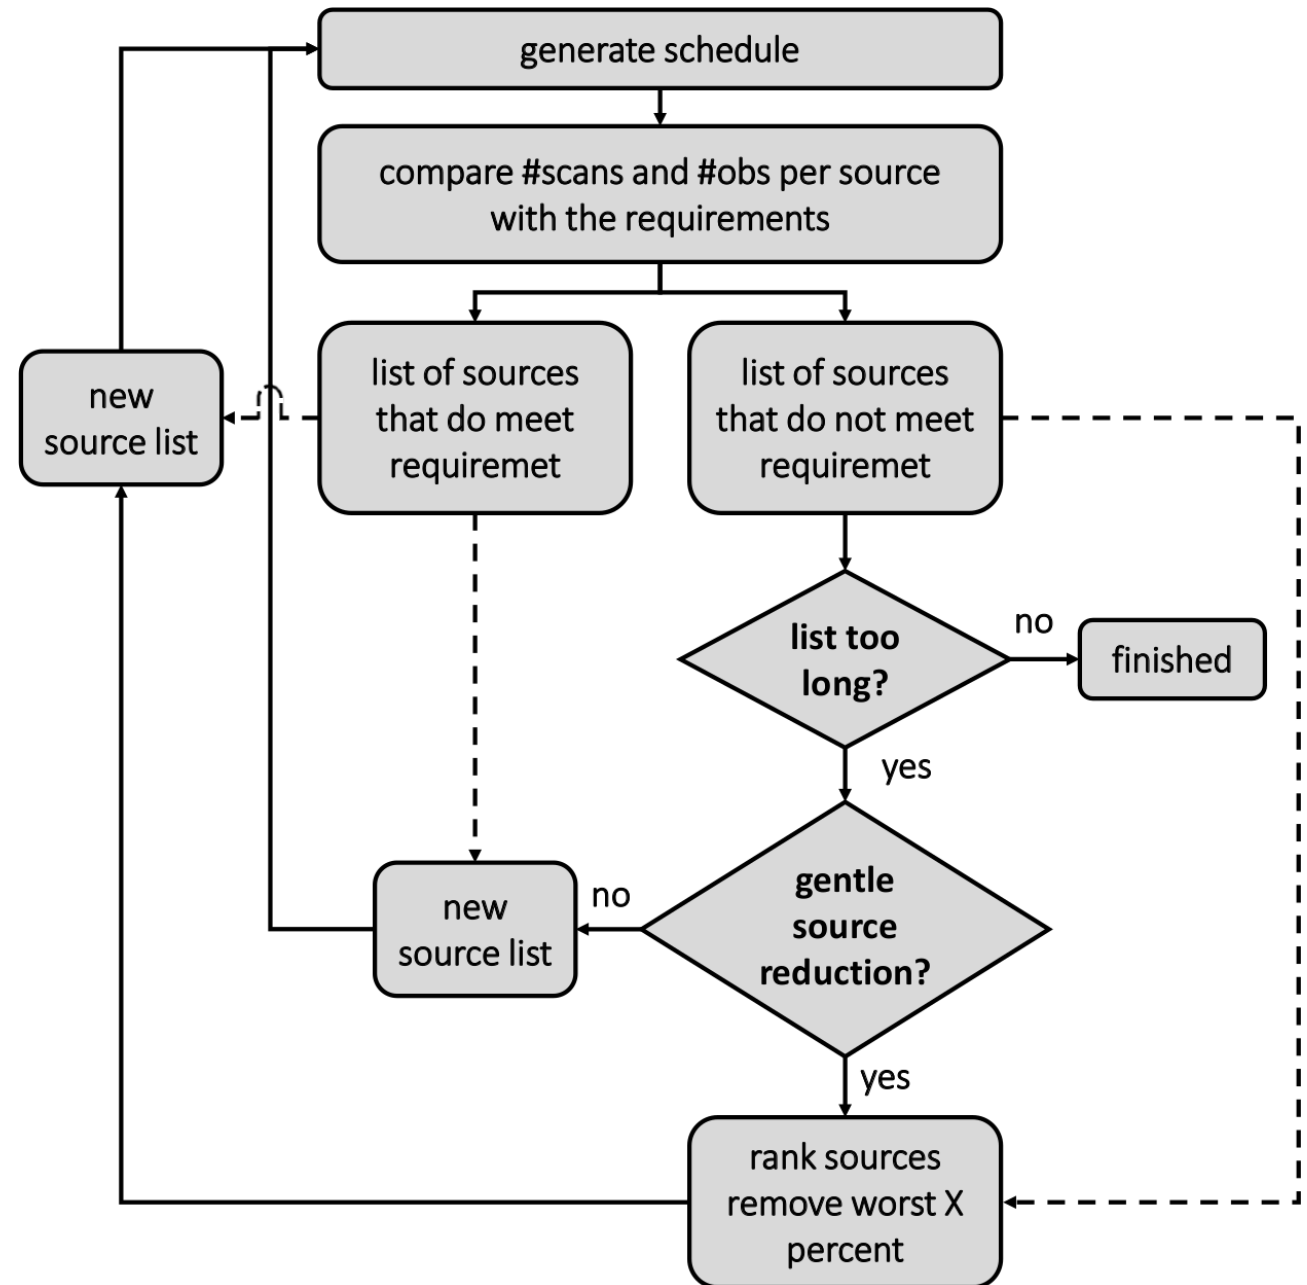 generate schedule
compare #scans and #obs per source
with the requirements
list of sources
that do meet
requiremet
list of sources
that do not meet
requiremet
new
source list
list too
long?
no
finished
yes
gentle
source
reduction?
no
new
source list
yes
rank sources
remove worst X
percent